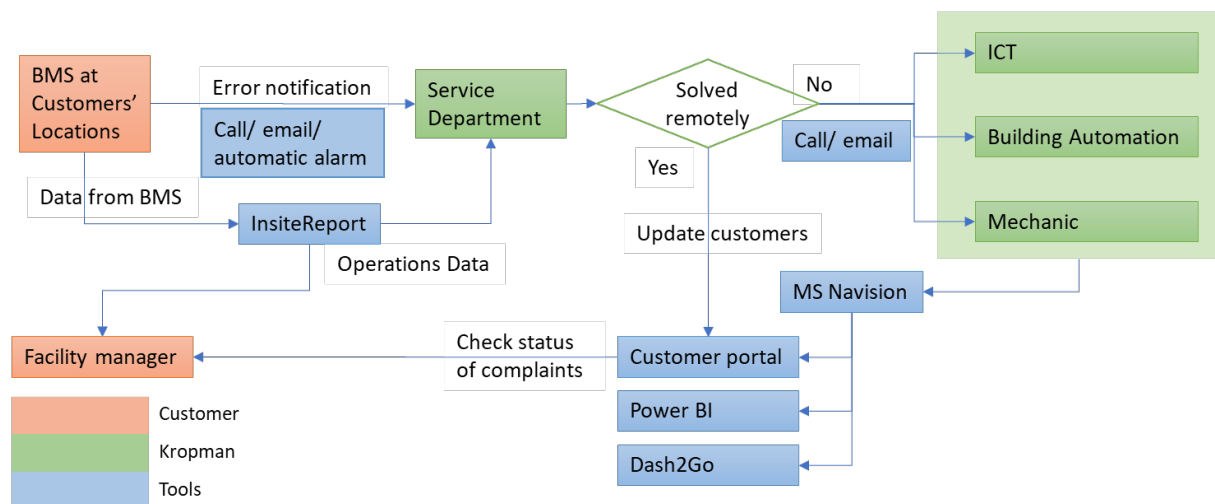 BMS at
Customers’
Locations
Error notification
Call/ email/
automatic alarm
Service
Department
Solved
remotely
No
Call/ email
Yes
ICT
Building Automation
Mechanic
Data from BMS
InsiteReport
Operations Data
Update customers
MS Navision
Facility manager
Check status
of complaints
Customer portal
Power BI
Dash2Go
Customer
Kropman
Tools